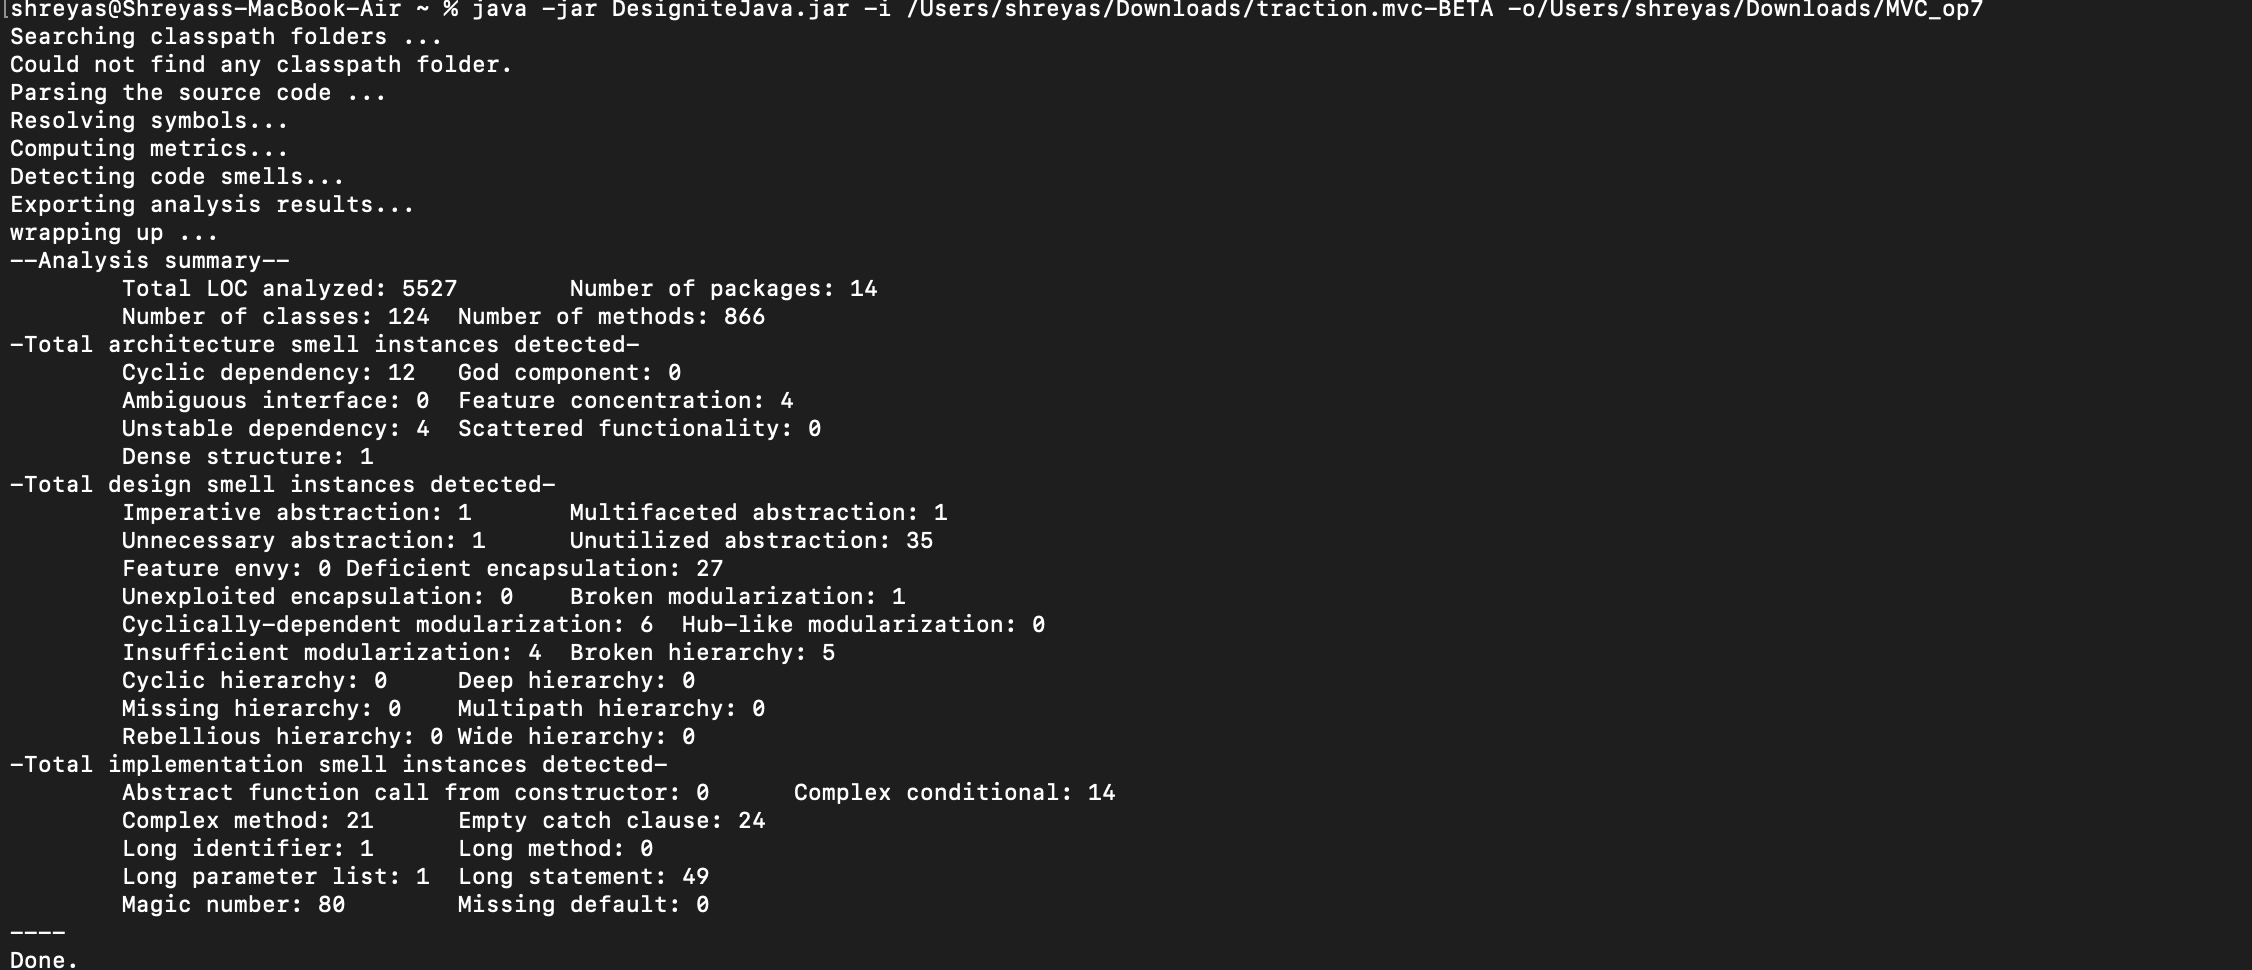 [shreyas@Shreyass-MacBook-Air ~ % java -jar DesigniteJava.jar -i /Users/shreyas/Downloads/traction.mvc-BETA -o/Users/shreyas/Downloads/MVC_op7
Searching classpath folders ...
Could not find any classpath folder.
Parsing the source code ...
Resolving symbols...
Computing metrics...
Detecting code smells...
Exporting analysis results...
wrapping up ...
--Analysis summary--
Total LOC analyzed: 5527 Number of packages: 14
Number of classes: 124 Number of methods: 866
-Total architecture smell instances detected-
Cyclic dependency: 12 God component: 0
Ambiguous interface: 0 Feature concentration: 4
Unstable dependency: 4 Scattered functionality: 0
Dense structure: 1
-Total design smell instances detected-
Imperative abstraction: 1 Multifaceted abstraction: 1
Unnecessary abstraction: 1 Unutilized abstraction: 35
Feature envy: 0 Deficient encapsulation: 27
Unexploited encapsulation: 0 Broken modularization: 1
Cyclically-dependent modularization: 6 Hub-like modularization: 0
Insufficient modularization: 4 Broken hierarchy: 5
Cyclic hierarchy: 0 Deep hierarchy: 0
Missing hierarchy: 0 Multipath hierarchy: 0
Rebellious hierarchy: 0 Wide hierarchy: 0
-Total implementation smell instances detected-
Abstract function call from constructor: 0 Complex conditional: 14
Complex method: 21 Empty catch clause: 24
Long identifier: 1 Long method: 0
Long parameter list: 1 Long statement: 49
Magic number: 80 Missing default: 0
----
Done.